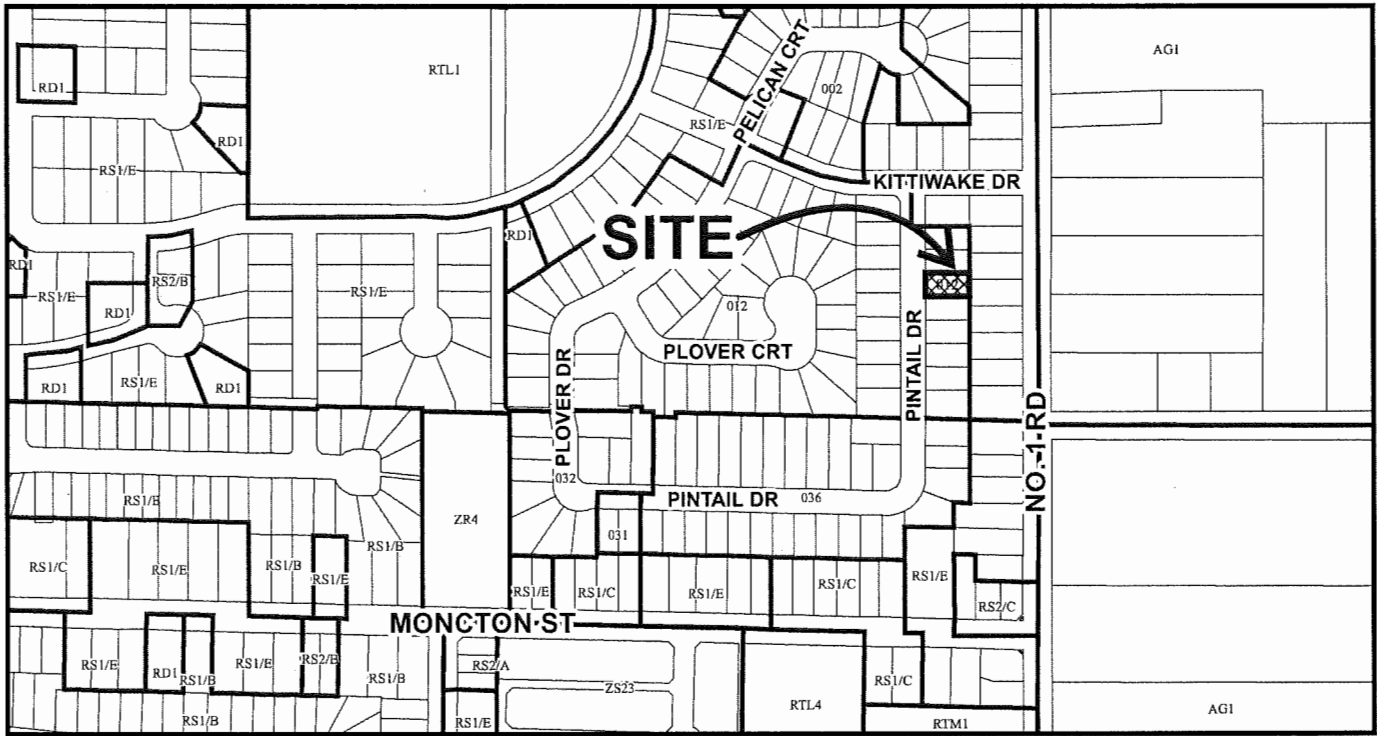 RTL1
AG1
RD1
PELICAN CRT
002
RS1/E
RD1
RS1/E
KITTIWAKE DR
SITE
RD1
RD1
RS2/B
RS1/E
RS1/E
RD1
012
PLOVER DR
PLOVER CRT
PINTAIL DR
RD1
RS1/E
RD1
NO. 1 RD
032
PINTAIL DR
036
RS1/E
ZR4
031
RS1/B
RS1/C
RS1/E
RS1/B
RS1/E
RS1/E
RS1/C
RS1/E
RS1/C
RS1/E
RS2/C
MONCTON ST
RS1/E
RD1
RS1/B
RS1/E
RS1/B
RS2/A
ZS23
RS1/C
RTL4
AG1
RS1/B
RS1/E
RTM1